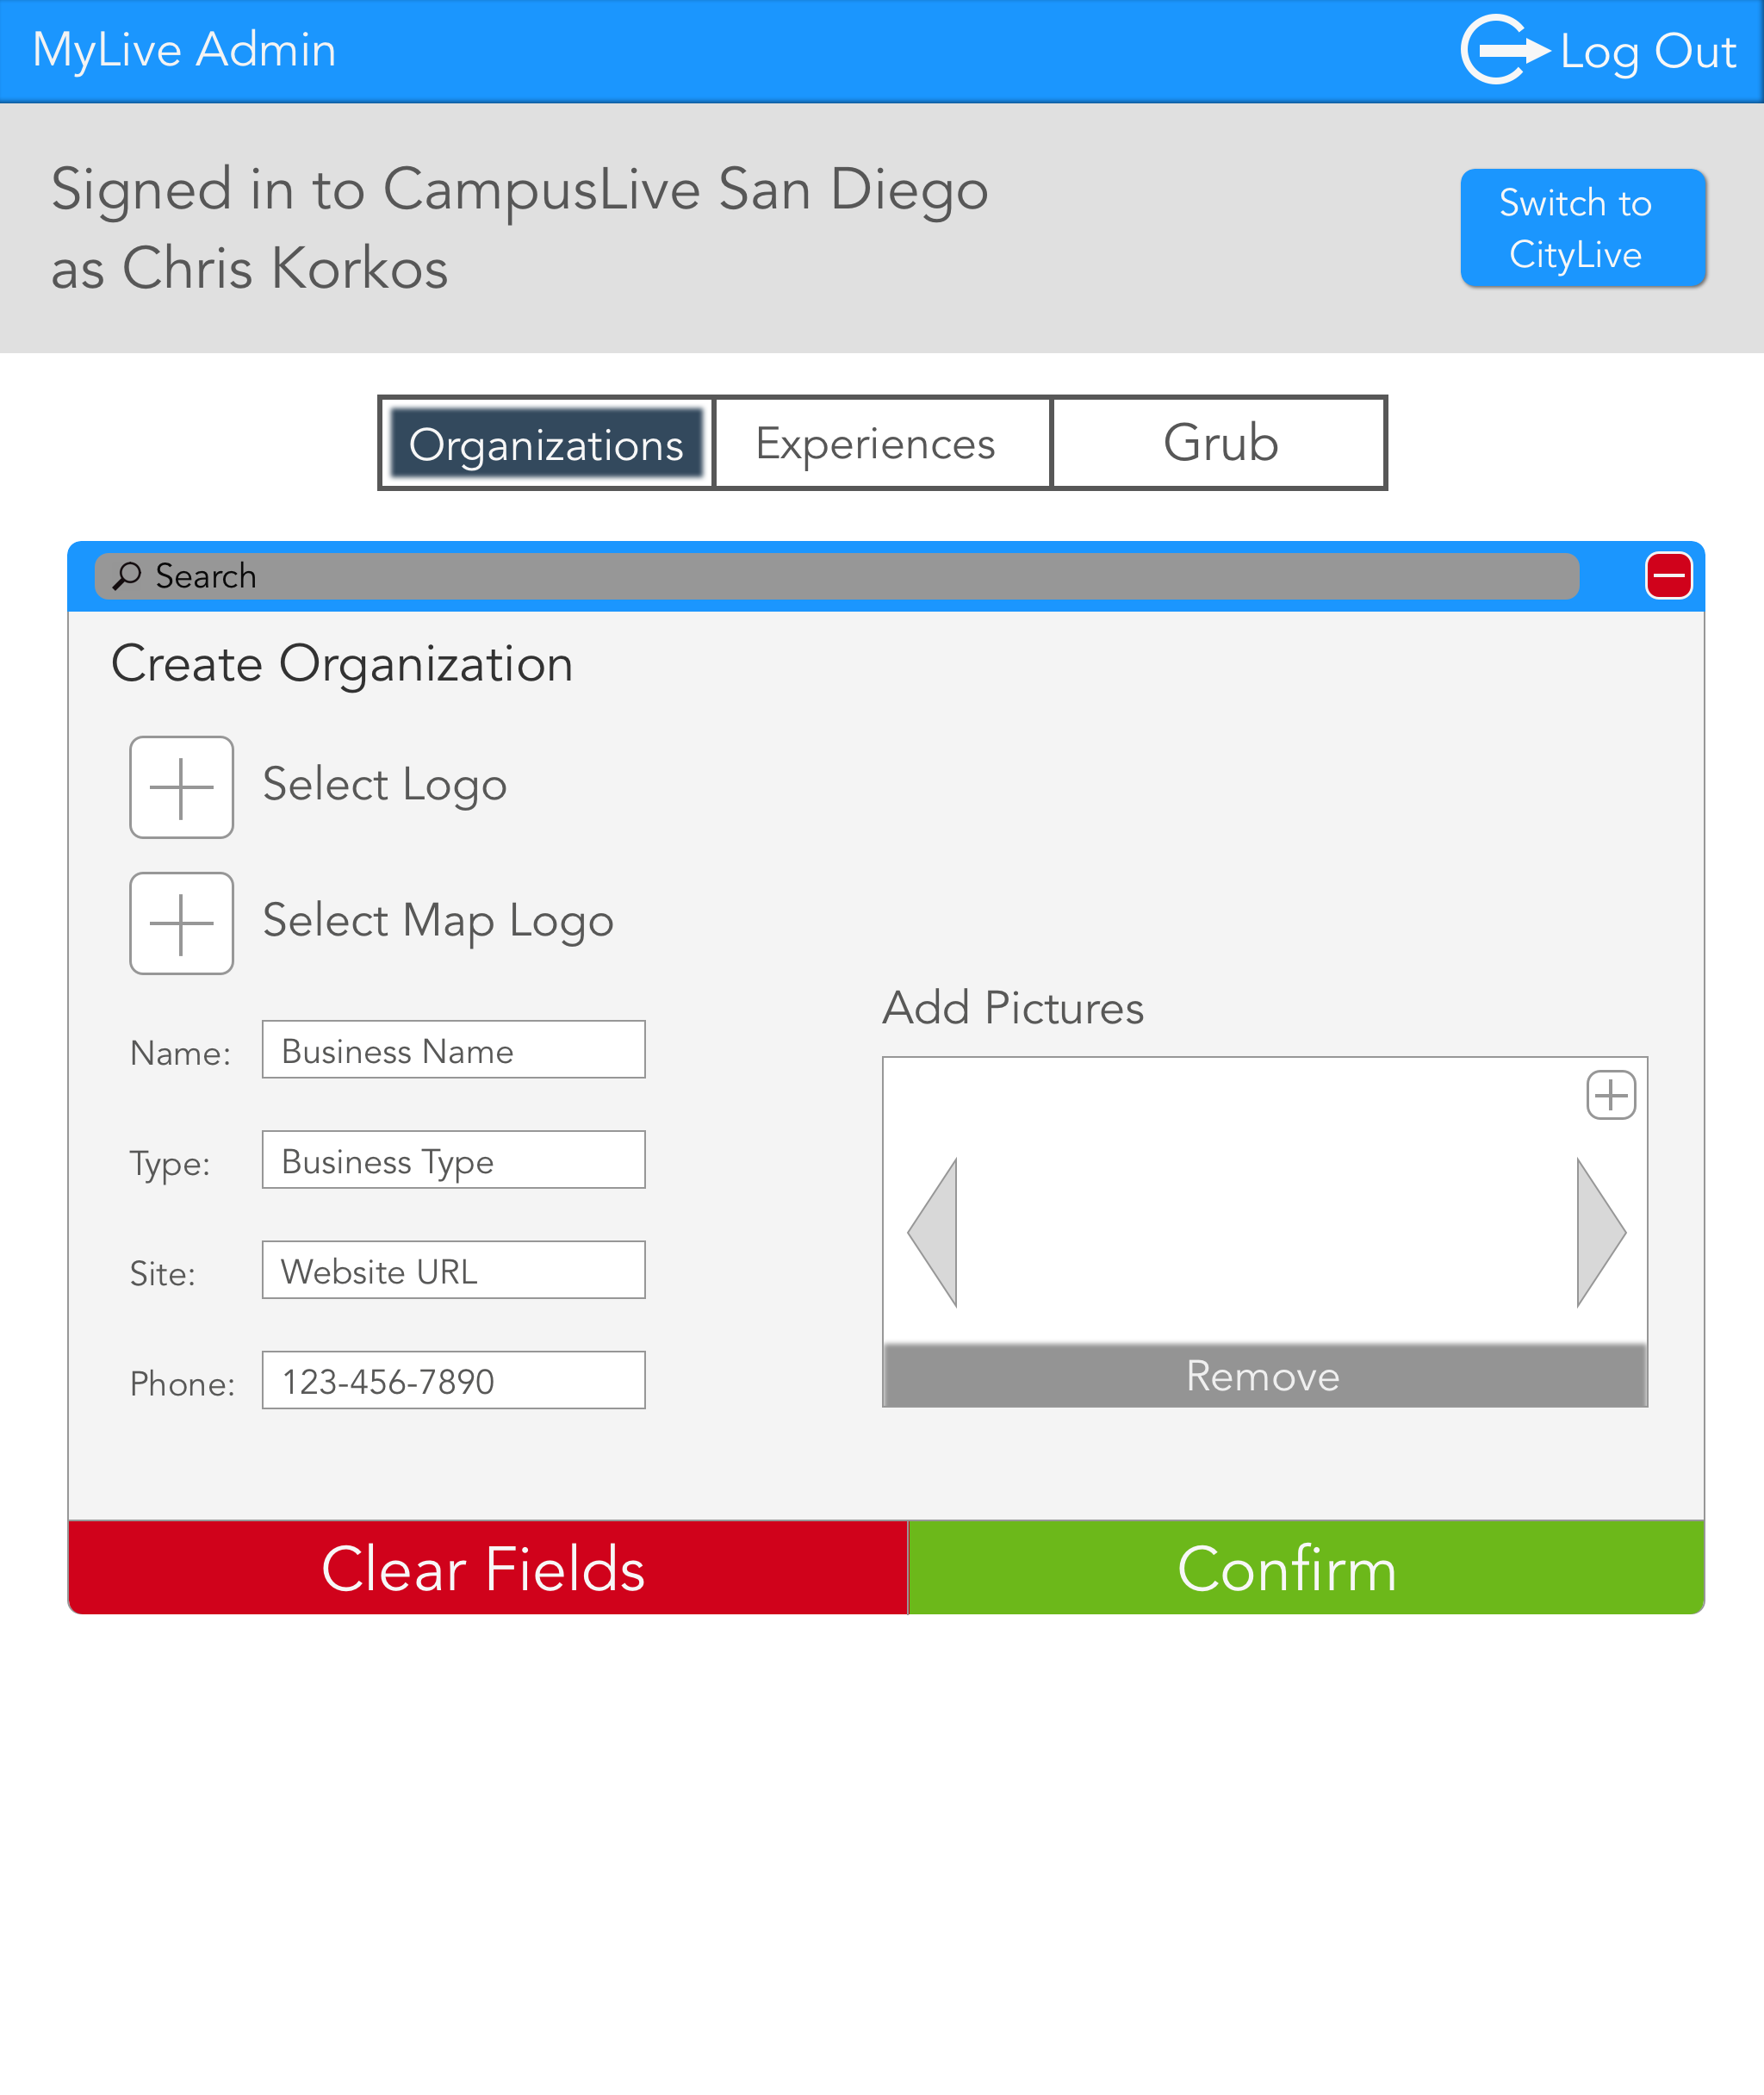 MyLive Admin
Log Out
Signed in to CampusLive San Diego
as Chris Korkos
Switch to
CityLive
Organizations
Experiences
Grub
Search
Create Organization
Select Logo
Select Map Logo
Add Pictures
Name:
Business Name
Type:
Business Type
Site:
Website URL
Phone:
123-456-7890
Remove
Clear Fields
Confirm